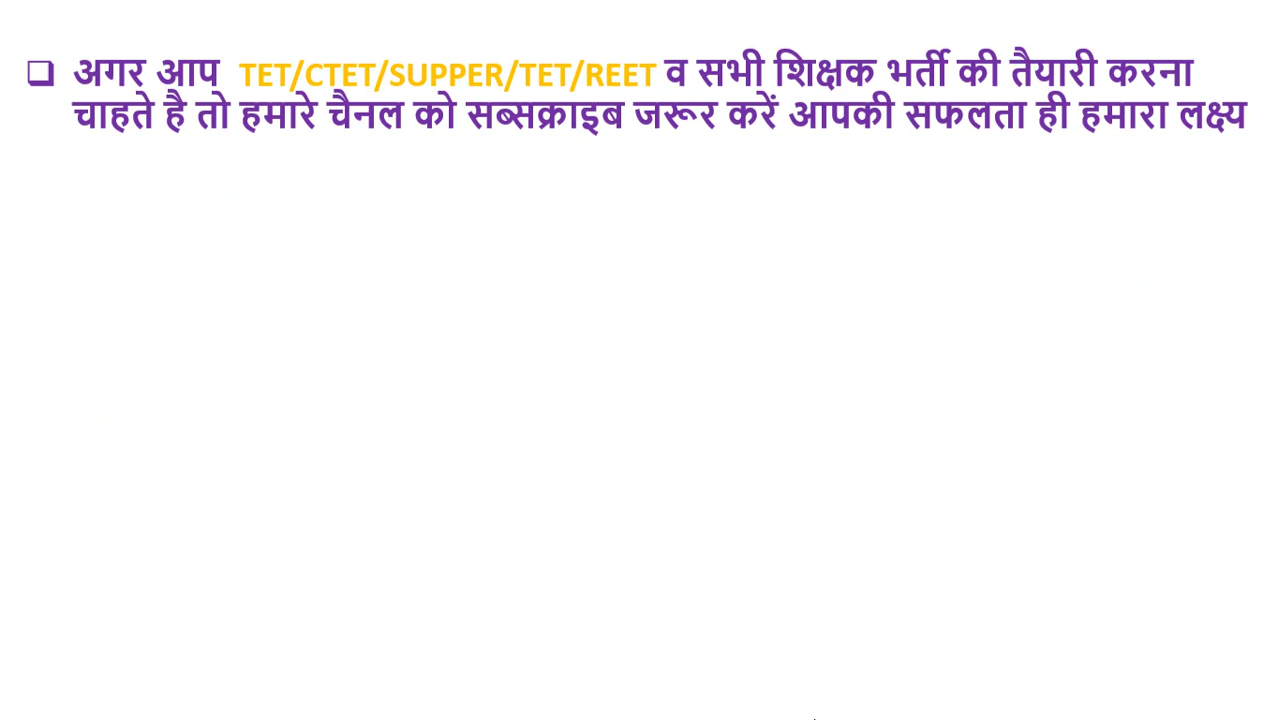 ❑ अगर आप TET/CTET/SUPPER/TET/REET व सभी शिक्षक भर्ती की तैयारी करना
चाहते है तो हमारे चैनल को सब्सक्राइब जरूर करें आपकी सफलता ही हमारा लक्ष्य